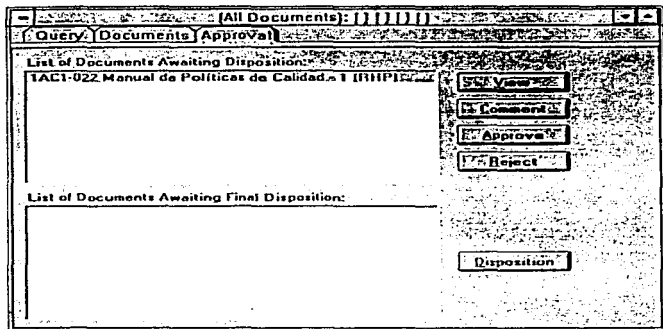 (All Documents): [ ] [ ] [ ] [ ]
Query Documents Approval
List of Documents Awaiting Disposition:
1AC1-022 Manual de Políticas de Calidad - 1 [RHP]
View
Comment
Approve
Reject
List of Documents Awaiting Final Disposition:
Disposition